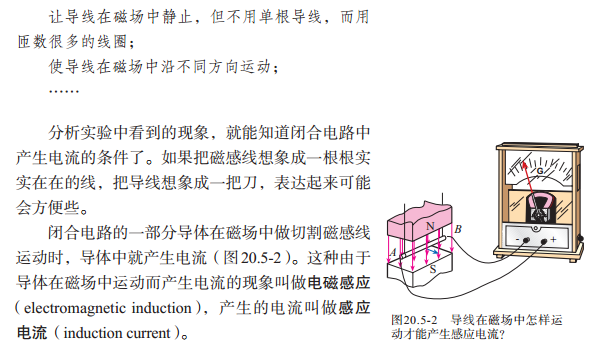 让导线在磁场中静止，但不用单根导线，而用
匝数很多的线圈；
使导线在磁场中沿不同方向运动；
……
分析实验中看到的现象，就能知道闭合电路中
产生电流的条件了。如果把磁感线想象成一根根实
实在在的线，把导线想象成一把刀，表达起来可能
会方便些。
闭合电路的一部分导体在磁场中做切割磁感线
运动时，导体中就产生电流（图20.5-2）。这种由于
导体在磁场中运动而产生电流的现象叫做电磁感应
（electromagnetic induction），产生的电流叫做感应
电流（induction current）。
G
N
B
A
S
-
+
图20.5-2 导线在磁场中怎样运
动才能产生感应电流？